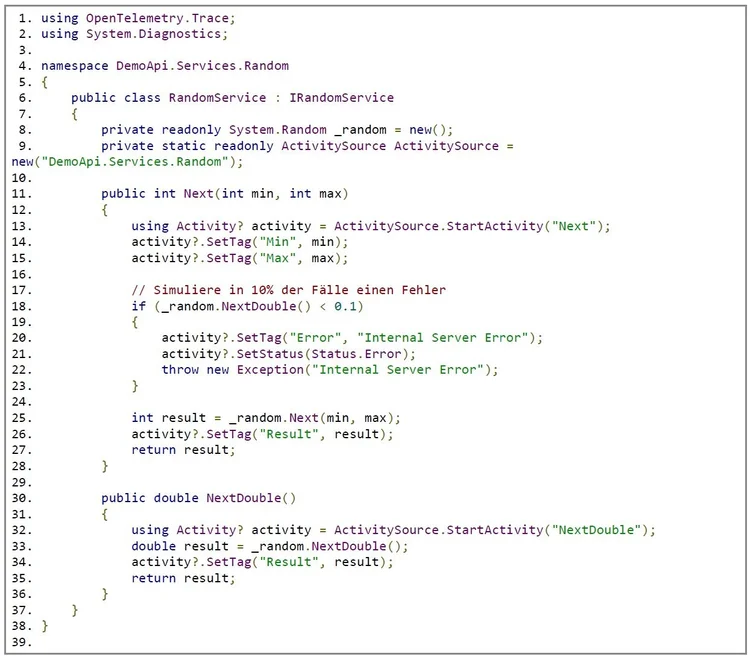 1. using OpenTelemetry.Trace;
2. using System.Diagnostics;
3.
4. namespace DemoApi.Services.Random
5. {
6.     public class RandomService : IRandomService
7.     {
8.         private readonly System.Random _random = new();
9.         private static readonly ActivitySource ActivitySource =
new("DemoApi.Services.Random");
10.
11.         public int Next(int min, int max)
12.         {
13.             using Activity? activity = ActivitySource.StartActivity("Next");
14.             activity?.SetTag("Min", min);
15.             activity?.SetTag("Max", max);
16.
17.             // Simuliere in 10% der Fälle einen Fehler
18.             if (_random.NextDouble() < 0.1)
19.             {
20.                 activity?.SetTag("Error", "Internal Server Error");
21.                 activity?.SetStatus(Status.Error);
22.                 throw new Exception("Internal Server Error");
23.             }
24.
25.             int result = _random.Next(min, max);
26.             activity?.SetTag("Result", result);
27.             return result;
28.         }
29.
30.         public double NextDouble()
31.         {
32.             using Activity? activity = ActivitySource.StartActivity("NextDouble");
33.             double result = _random.NextDouble();
34.             activity?.SetTag("Result", result);
35.             return result;
36.         }
37.     }
38. }
39.